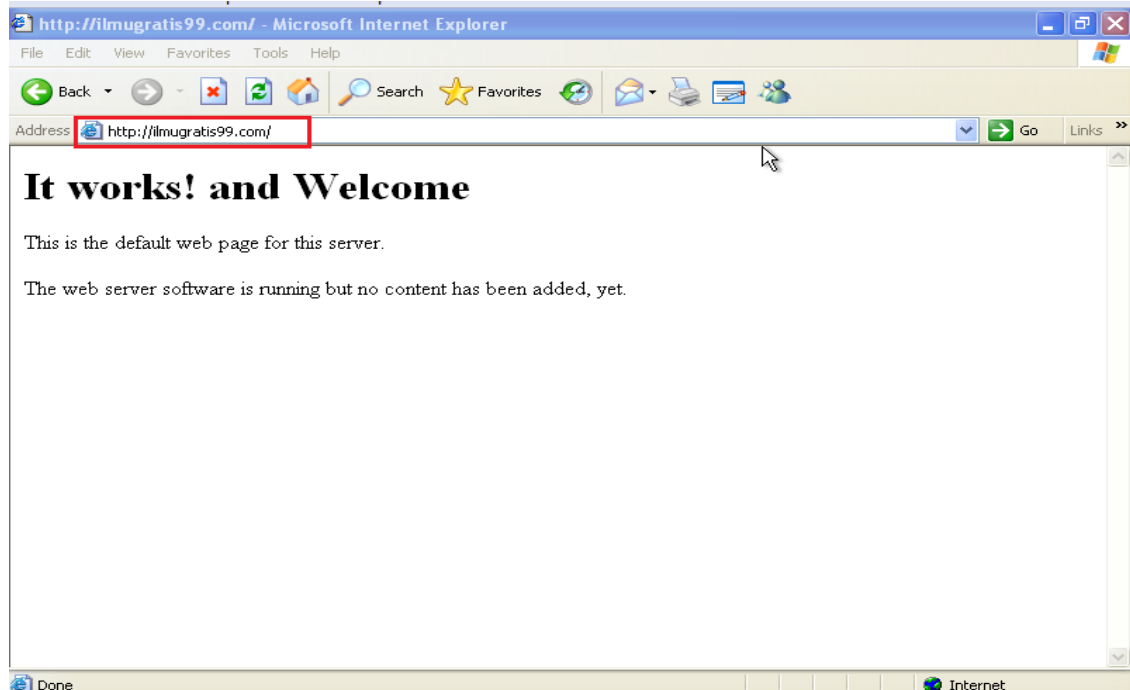 http://ilmugratis99.com/ - Microsoft Internet Explorer
File Edit View Favorites Tools Help
Back Search Favorites
Address http://ilmugratis99.com/ Go Links »
It works! and Welcome
This is the default web page for this server.
The web server software is running but no content has been added, yet.
Done Internet